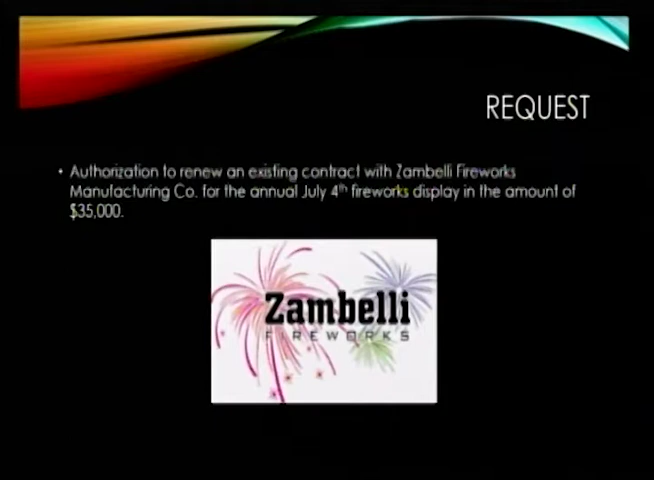 REQUEST
• Authorization to renew an existing contract with Zambelli Fireworks
Manufacturing Co. for the annual July 4th fireworks display in the amount of
$35,000.
Zambelli
FIREWORKS